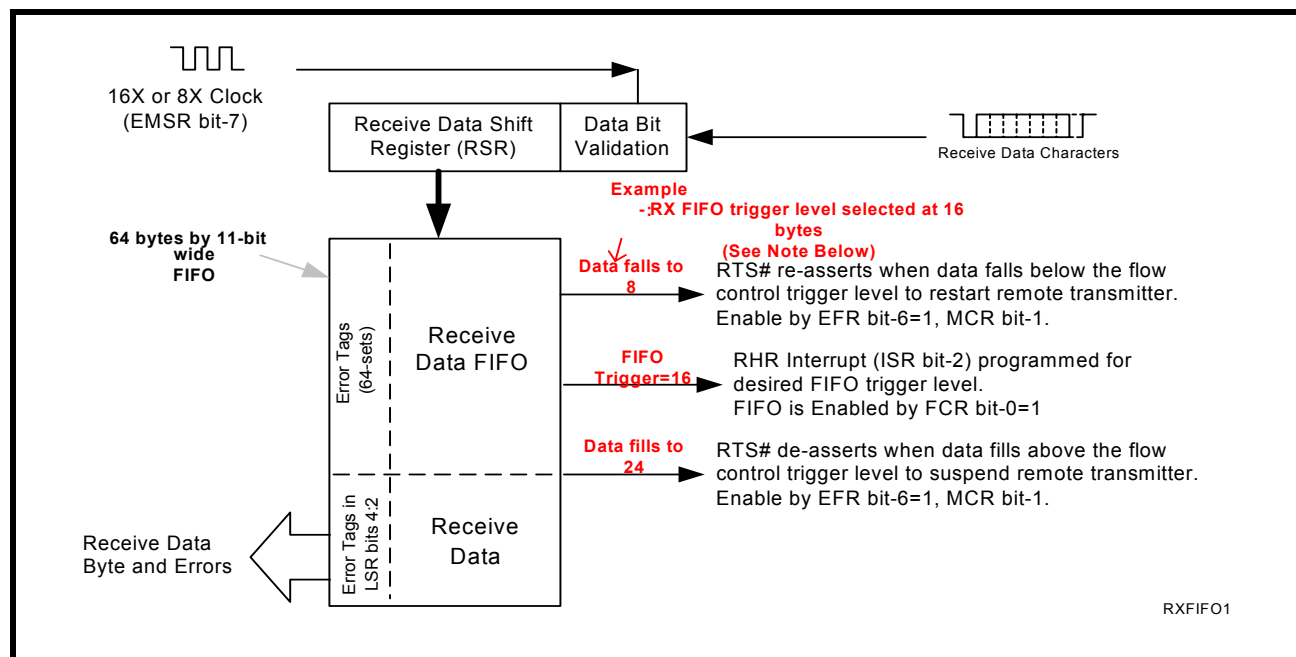 16X or 8X Clock
(EMSR bit-7)
Receive Data Shift
Register (RSR)
Data Bit
Validation
Receive Data Characters
Example
-:RX FIFO trigger level selected at 16
bytes
(See Note Below)
64 bytes by 11-bit
wide
FIFO
Data falls to
8
RTS# re-asserts when data falls below the flow
control trigger level to restart remote transmitter.
Enable by EFR bit-6=1, MCR bit-1.
Error Tags
(64-sets)
Receive
Data FIFO
FIFO
Trigger=16
RHR Interrupt (ISR bit-2) programmed for
desired FIFO trigger level.
FIFO is Enabled by FCR bit-0=1
Data fills to
24
RTS# de-asserts when data fills above the flow
control trigger level to suspend remote transmitter.
Enable by EFR bit-6=1, MCR bit-1.
Error Tags in
LSR bits 4:2
Receive
Data
Receive Data
Byte and Errors
RXFIFO1